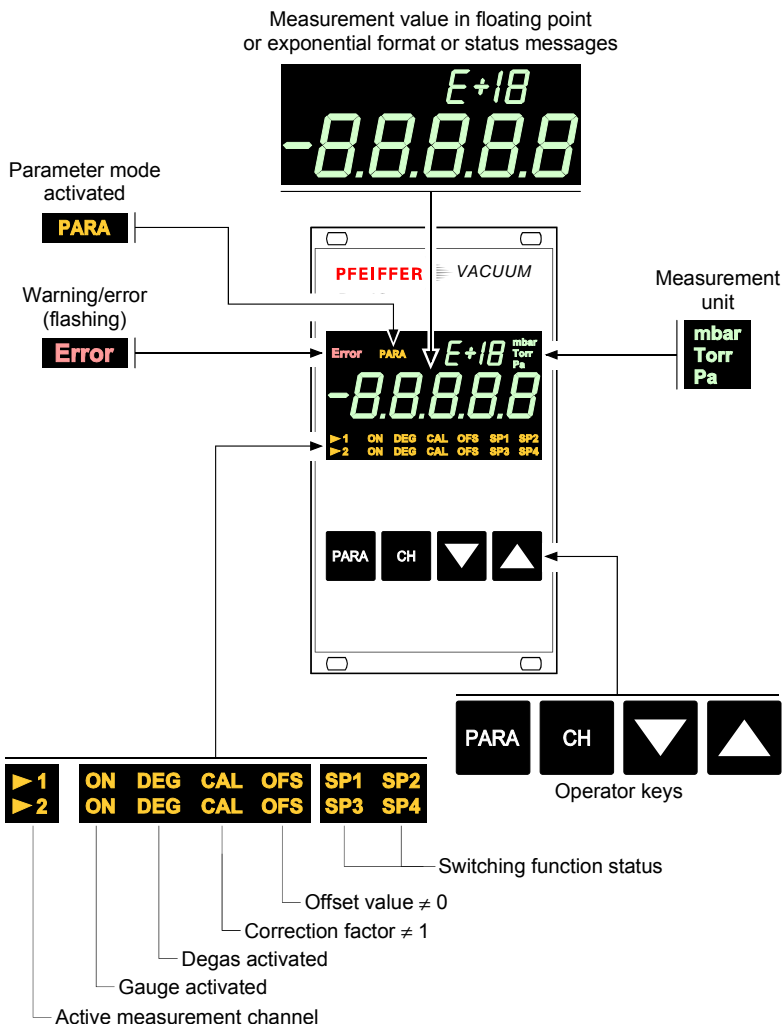 Measurement value in floating point
or exponential format or status messages
E+18
-8.8.8.8.8
Parameter mode
activated
PARA
PFEIFFER VACUUM
Warning/error
(flashing)
Error
Measurement
unit
mbar
Torr
Pa
Error PARA E+18 mbar
Torr
Pa
-8.8.8.8.8
►1 ON DEG CAL OFS SP1 SP2
►2 ON DEG CAL OFS SP3 SP4
PARA CH ▼ ▲
PARA CH ▼ ▲
Operator keys
►1 ON DEG CAL OFS SP1 SP2
►2 ON DEG CAL OFS SP3 SP4
Switching function status
Offset value ≠ 0
Correction factor ≠ 1
Degas activated
Gauge activated
Active measurement channel